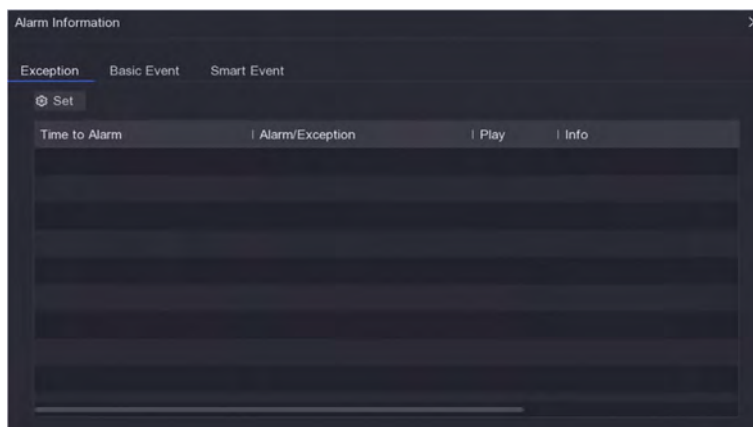 Alarm Information
Exception Basic Event Smart Event
Set
Time to Alarm Alarm/Exception Play Info